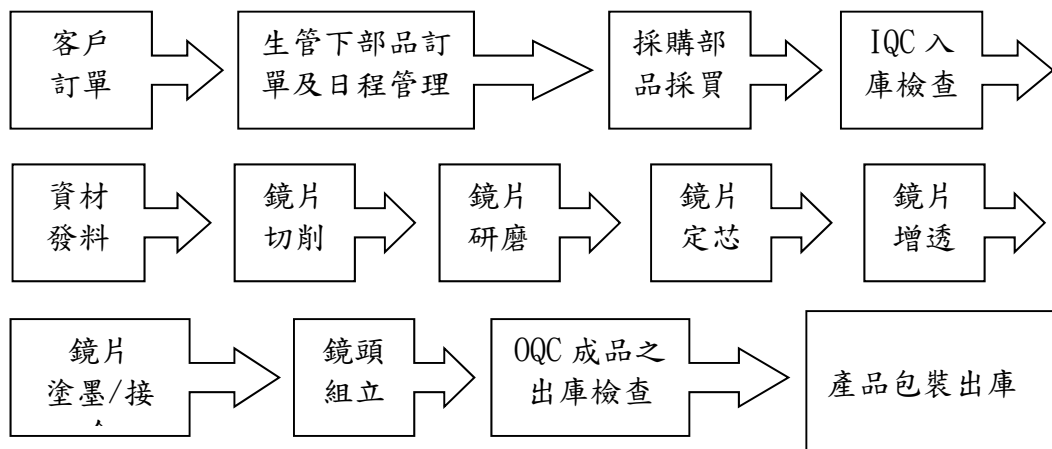 客戶
訂單
生管下部品訂
單及日程管理
採購部
品採買
IQC 入
庫檢查
資材
發料
鏡片
切削
鏡片
研磨
鏡片
定芯
鏡片
增透
鏡片
塗墨/接
鏡頭
組立
OQC 成品之
出庫檢查
產品包裝出庫